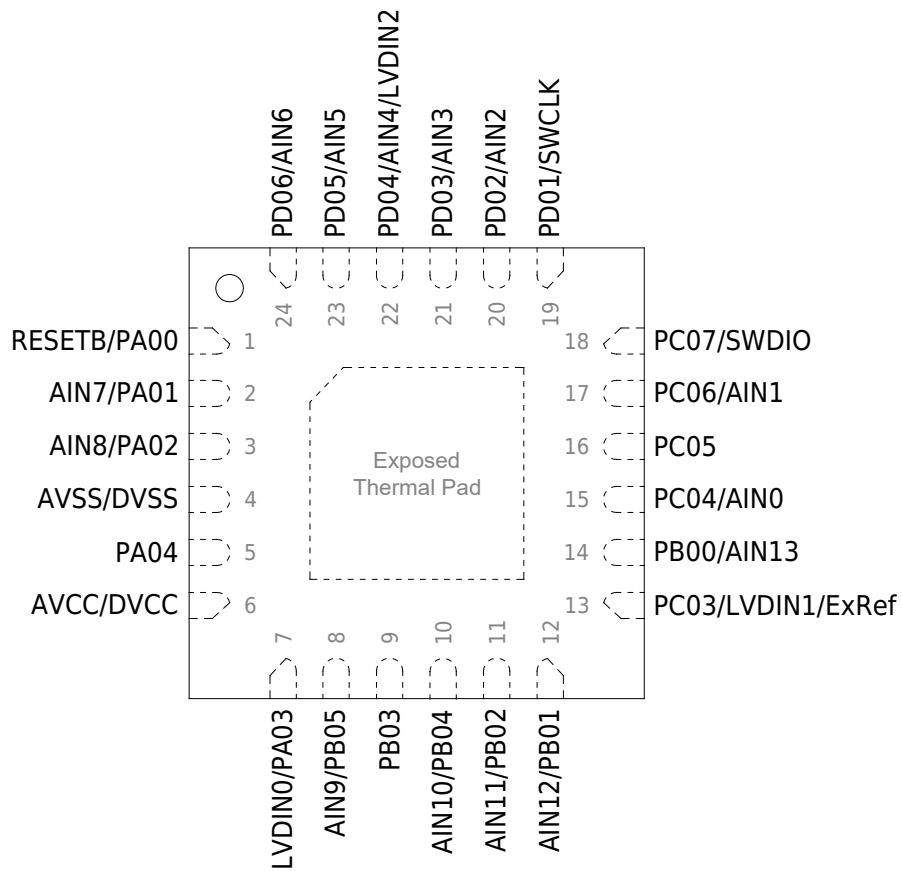 PD06/AIN6
PD05/AIN5
PD04/AIN4/LVDIN2
PD03/AIN3
PD02/AIN2
PD01/SWCLK
24
23
22
21
20
19
RESETB/PA00
1
18
PC07/SWDIO
AIN7/PA01
2
17
PC06/AIN1
AIN8/PA02
3
16
PC05
AVSS/DVSS
4
15
PC04/AIN0
PA04
5
14
PB00/AIN13
AVCC/DVCC
6
13
PC03/LVDIN1/ExRef
Exposed
Thermal Pad
7
8
9
10
11
12
LVDIN0/PA03
AIN9/PB05
PB03
AIN10/PB04
AIN11/PB02
AIN12/PB01